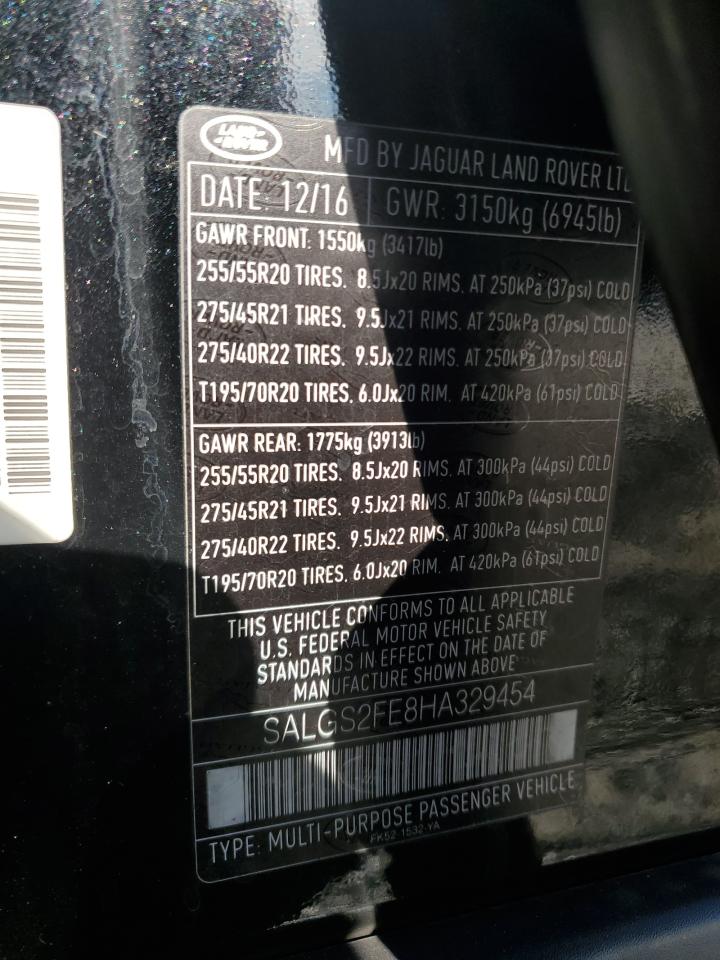 LAND
ROVER
MFD BY JAGUAR LAND ROVER LTD
DATE: 12/16 GWR: 3150kg (6945lb)
GAWR FRONT: 1550kg (3417lb)
255/55R20 TIRES. 8.5Jx20 RIMS. AT 250kPa (37psi) COLD
275/45R21 TIRES. 9.5Jx21 RIMS. AT 250kPa (37psi) COLD
275/40R22 TIRES. 9.5Jx22 RIMS. AT 250kPa (37psi) COLD
T195/70R20 TIRES. 6.0Jx20 RIM. AT 420kPa (61psi) COLD
GAWR REAR: 1775kg (3913lb)
255/55R20 TIRES. 8.5Jx20 RIMS. AT 300kPa (44psi) COLD
275/45R21 TIRES. 9.5Jx21 RIMS. AT 300kPa (44psi) COLD
275/40R22 TIRES. 9.5Jx22 RIMS. AT 300kPa (44psi) COLD
T195/70R20 TIRES. 6.0Jx20 RIM. AT 420kPa (61psi) COLD
THIS VEHICLE CONFORMS TO ALL APPLICABLE
U.S. FEDERAL MOTOR VEHICLE SAFETY
STANDARDS IN EFFECT ON THE DATE OF
MANUFACTURE SHOWN ABOVE
SALGS2FE8HA329454
TYPE: MULTI-PURPOSE PASSENGER VEHICLE
FK52-1532-YA